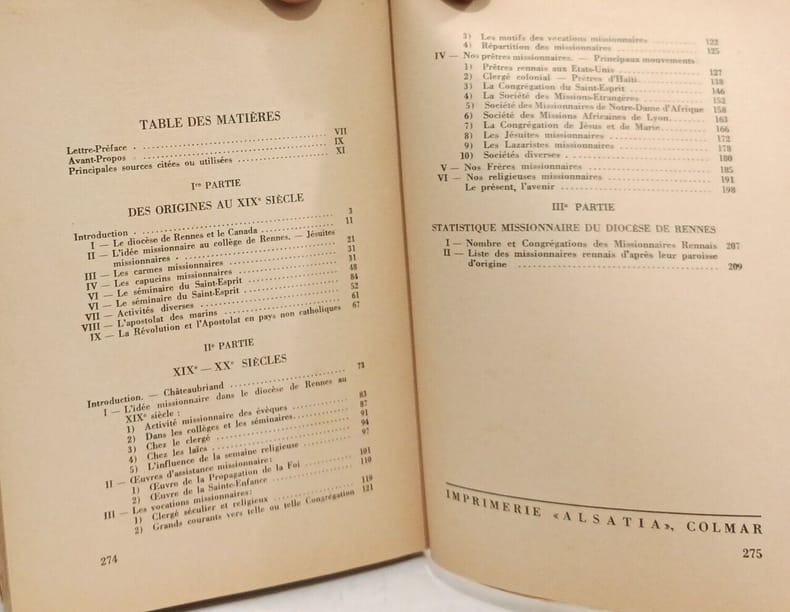 TABLE DES MATIÈRES
Lettre-Préface VII
Avant-Propos IX
Principales sources citées ou utilisées XI
Ire PARTIE
DES ORIGINES AU XIXe SIÈCLE
Introduction 3
I — Le diocèse de Rennes et le Canada 11
II — L'idée missionnaire au collège de Rennes. — Jésuites
missionnaires 21
III — Les carmes missionnaires 31
IV — Les capucins missionnaires 31
VI — Le séminaire du Saint-Esprit 48
VI — Le séminaire du Saint-Esprit 84
VII — Activités diverses 52
VIII — L'apostolat des marins 61
IX — La Révolution et l'Apostolat en pays non catholiques 67
IIe PARTIE
XIXe — XXe SIÈCLES
Introduction. — Châteaubriand 73
I — L'idée missionnaire dans le diocèse de Rennes au
XIXe siècle :
1) Activité missionnaire des évêques 83
2) Dans les collèges et les séminaires 87
3) Chez le clergé 91
4) Chez les laïcs 94
5) L'influence de la semaine religieuse 97
II — Œuvres d'assistance missionnaire :
1) Œuvre de la Propagation de la Foi 101
2) Œuvre de la Sainte-Enfance 110
III — Les vocations missionnaires :
1) Clergé séculier et religieux 119
2) Grands courants vers telle ou telle Congrégation 121
274
3) Les motifs des vocations missionnaires 122
4) Répartition des missionnaires 125
IV — Nos prêtres missionnaires. — Principaux mouvements
1) Prêtres rennais aux Etats-Unis 127
2) Clergé colonial — Prêtres d'Haïti 138
3) La Congrégation du Saint-Esprit 146
4) La Société des Missions-Etrangères 152
5) Société des Missionnaires de Notre-Dame d'Afrique 158
6) Société des Missions Africaines de Lyon 163
7) La Congrégation de Jésus et de Marie 166
8) Les Jésuites missionnaires 172
9) Les Lazaristes missionnaires 178
10) Sociétés diverses 180
V — Nos Frères missionnaires 185
VI — Nos religieuses missionnaires 191
Le présent, l'avenir 198
IIIe PARTIE
STATISTIQUE MISSIONNAIRE DU DIOCÈSE DE RENNES
I — Nombre et Congrégations des Missionnaires Rennais 207
II — Liste des missionnaires rennais d'après leur paroisse
d'origine 209
IMPRIMERIE «ALSATIA», COLMAR
275